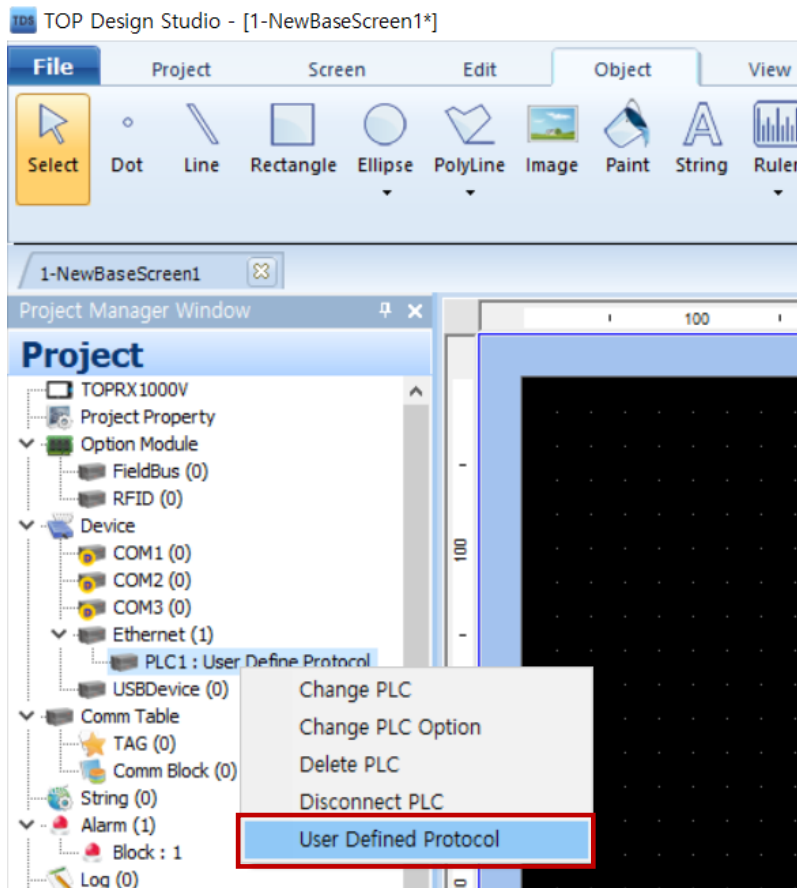 TDS TOP Design Studio - [1-NewBaseScreen1*]
File Project Screen Edit Object View
Select Dot Line Rectangle Ellipse PolyLine Image Paint String Ruler
1-NewBaseScreen1
Project Manager Window
100
Project
TOPRX1000V
Project Property
Option Module
FieldBus (0)
RFID (0)
Device
COM1 (0)
100
COM2 (0)
COM3 (0)
Ethernet (1)
PLC1 : User Define Protocol
USBDevice (0)
Change PLC
Comm Table
Change PLC Option
TAG (0)
Delete PLC
Comm Block (0)
String (0)
Disconnect PLC
Alarm (1)
User Defined Protocol
Block : 1
Log (0)